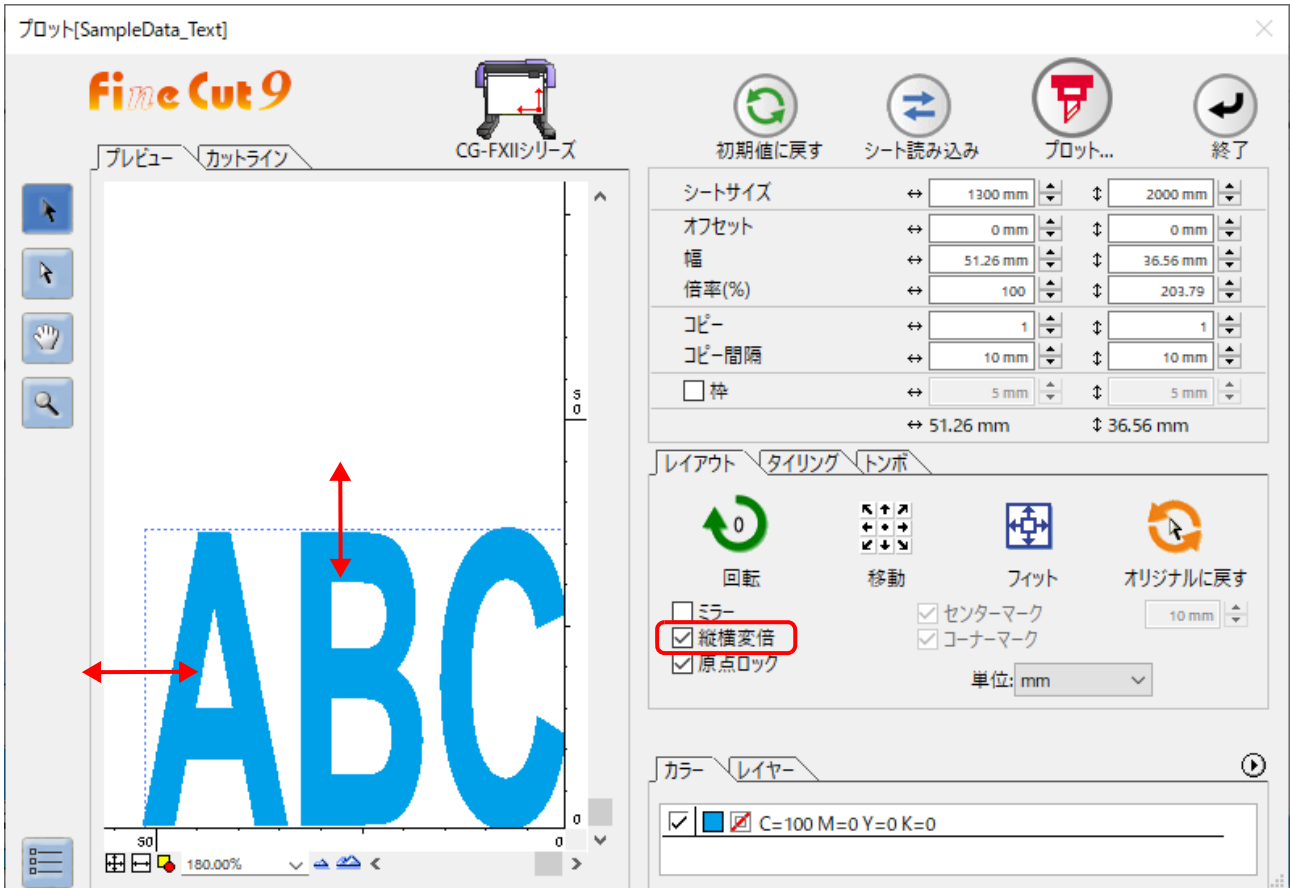 プロット[SampleData_Text]
Fine Cut 9
CG-FXIIシリーズ
初期値に戻す
シート読み込み
プロット...
終了
プレビュー
カットライン
シートサイズ 1300 mm 2000 mm
オフセット 0 mm 0 mm
幅 51.26 mm 36.56 mm
倍率(%) 100 203.79
コピー 1 1
コピー間隔 10 mm 10 mm
枠 5 mm 5 mm
51.26 mm 36.56 mm
50
0
ABC
0
50
0
180.00%
レイアウト タイリング トンボ
0
回転 移動 フィット オリジナルに戻す
ミラー センターマーク 10 mm
縦横変倍 コーナーマーク
原点ロック
単位: mm
カラー レイヤー
C=100 M=0 Y=0 K=0